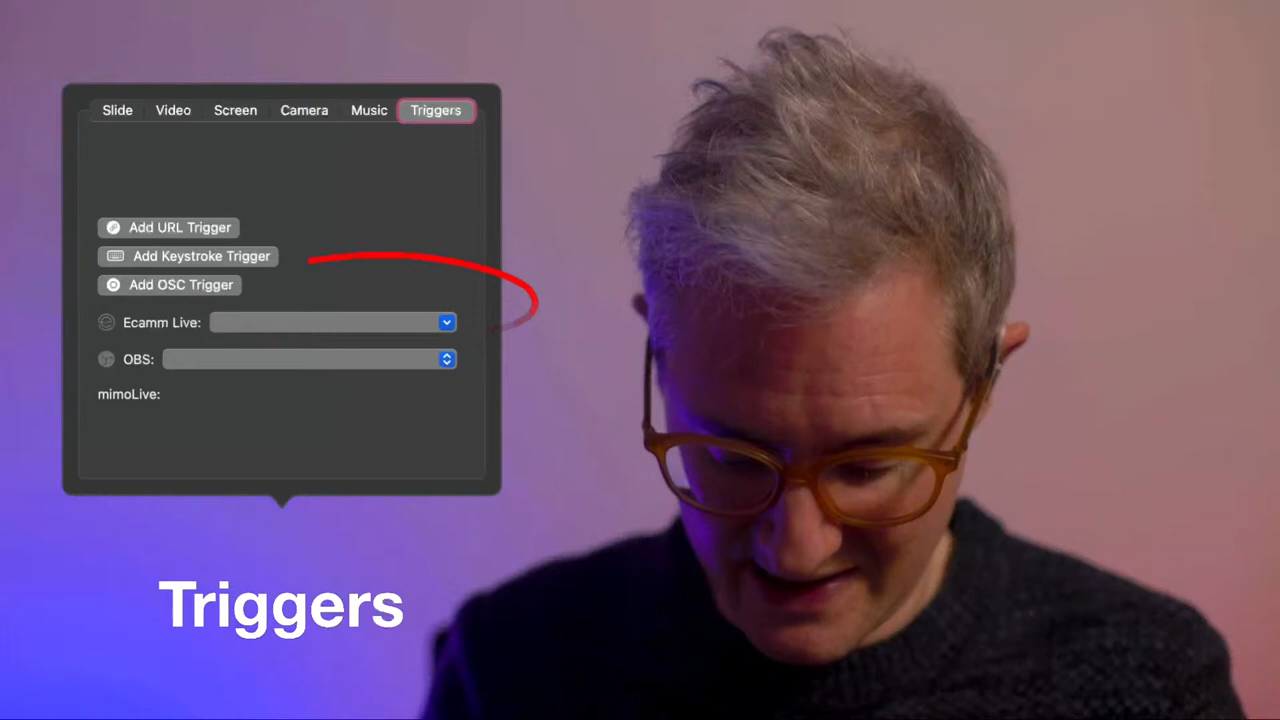 Slide Video Screen Camera Music Triggers
Add URL Trigger
Add Keystroke Trigger
Add OSC Trigger
Ecamm Live:
OBS:
mimoLive:
Triggers